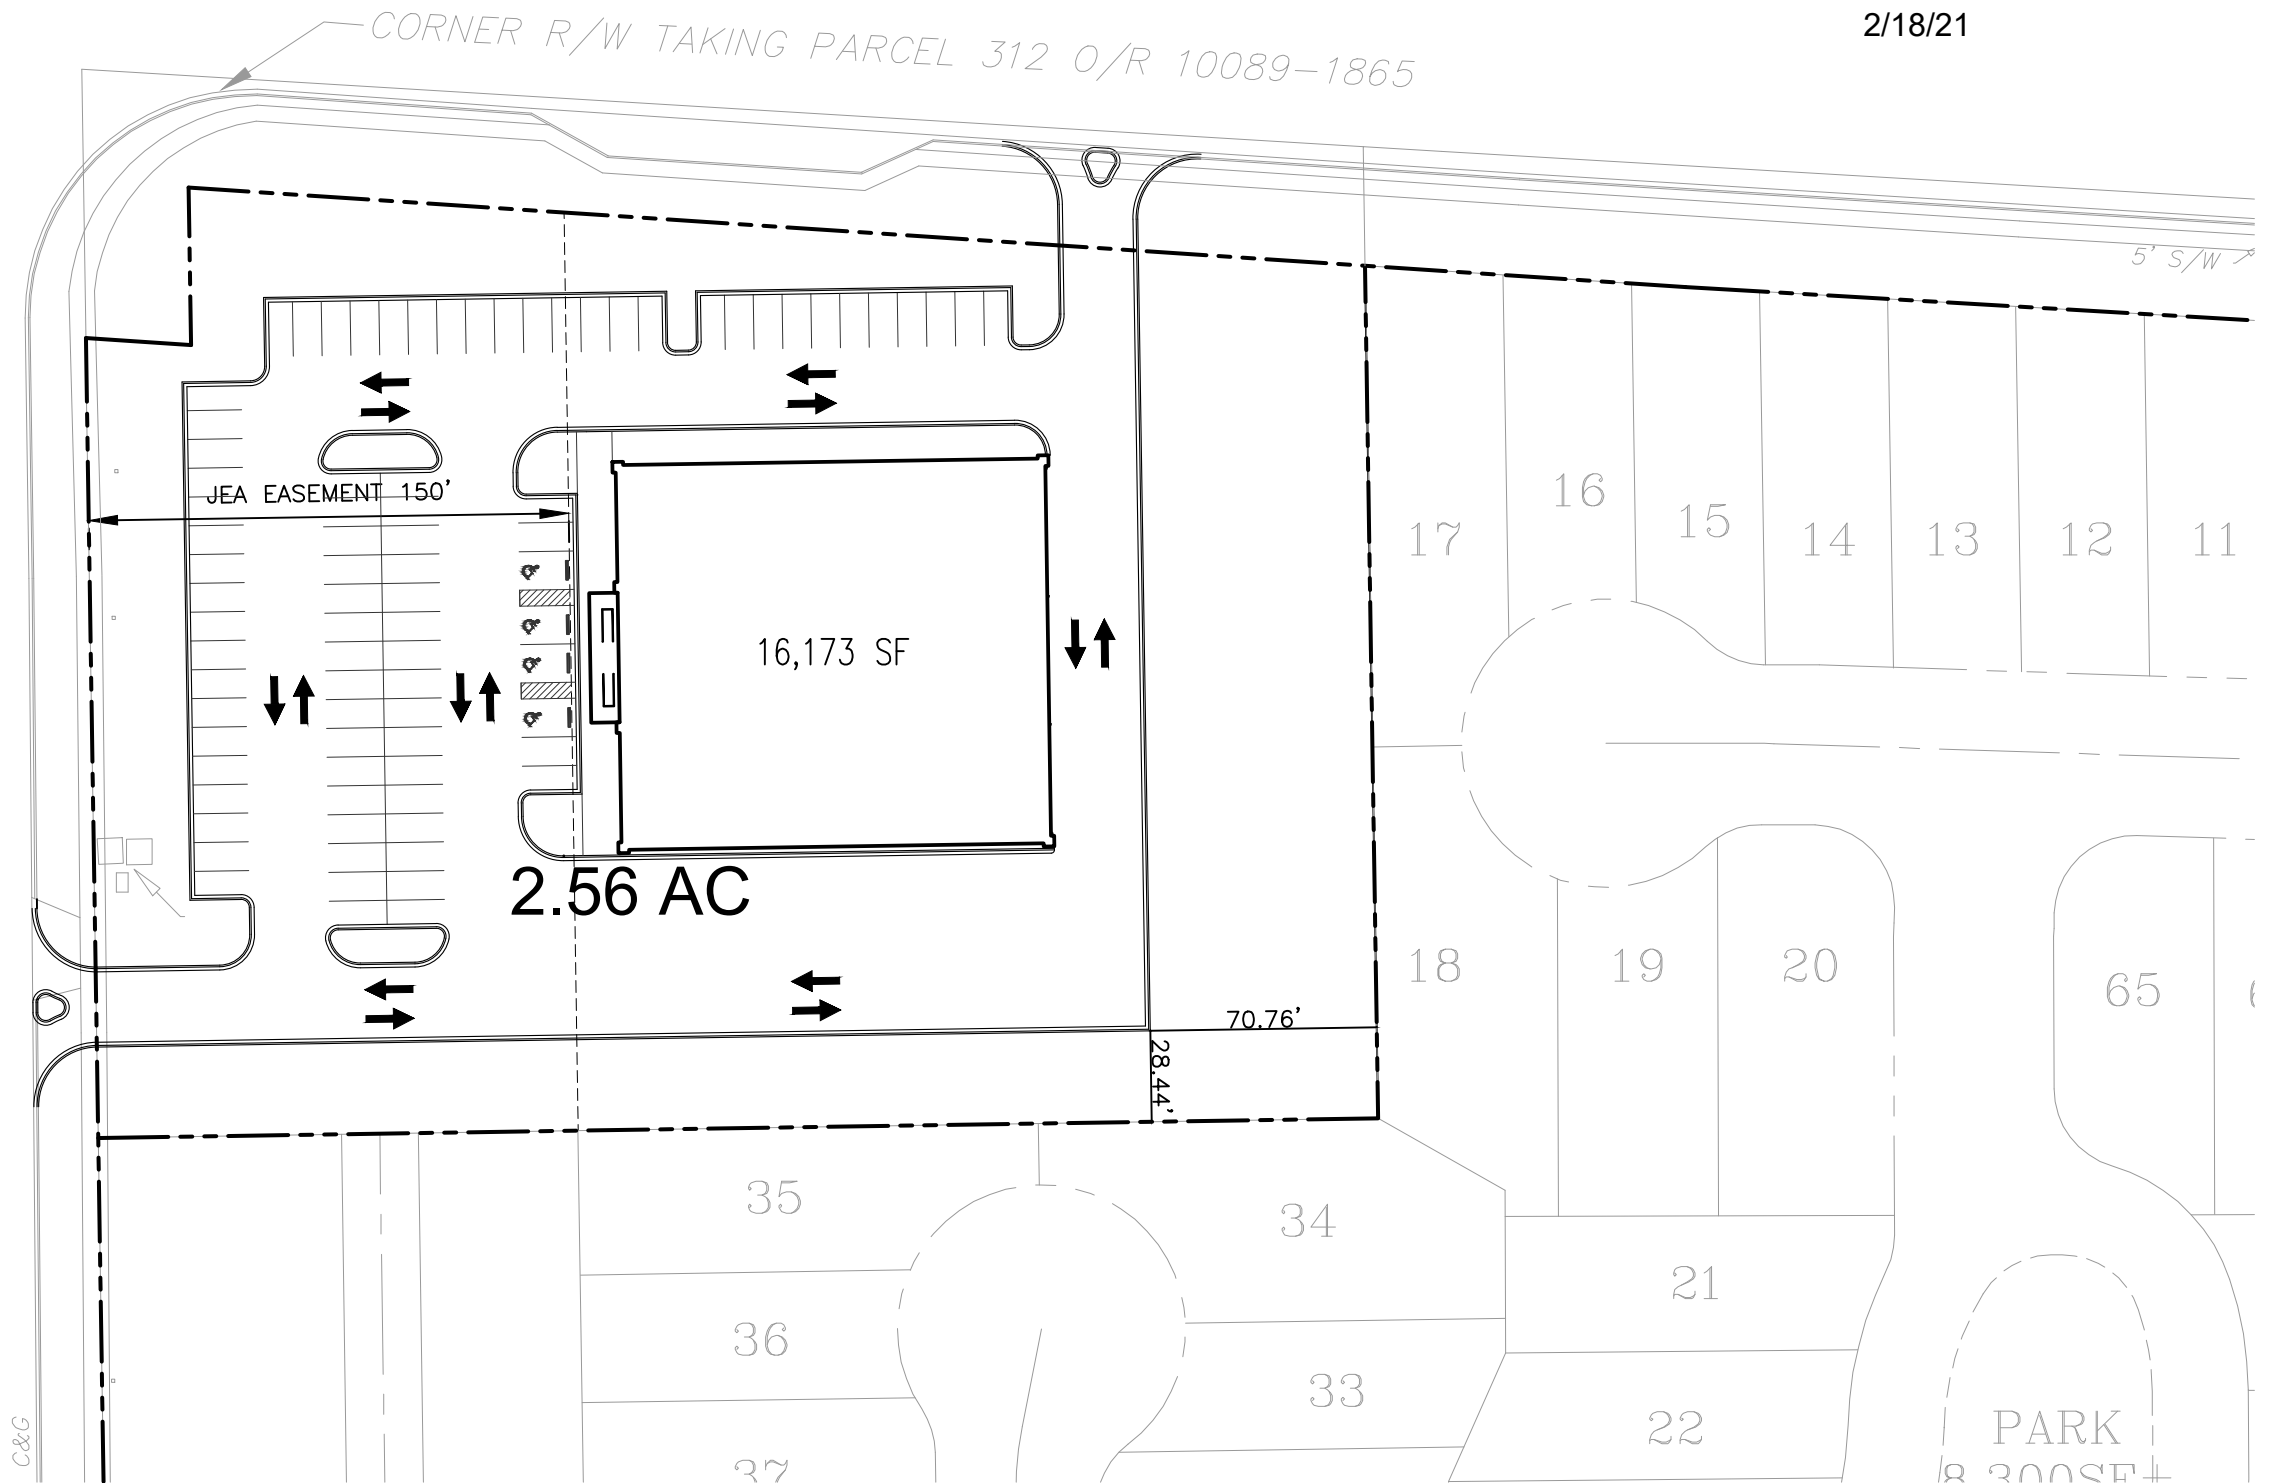 2/18/21
CORNER R/W TAKING PARCEL 312 O/R 10089-1865
5' S/W
JEA EASEMENT 150'
16
15
17
14
13
12
11
16,173 SF
2.56 AC
18
19
20
65
70.76'
28.44'
35
34
21
36
33
22
C&G
PARK
8,300SF±
37